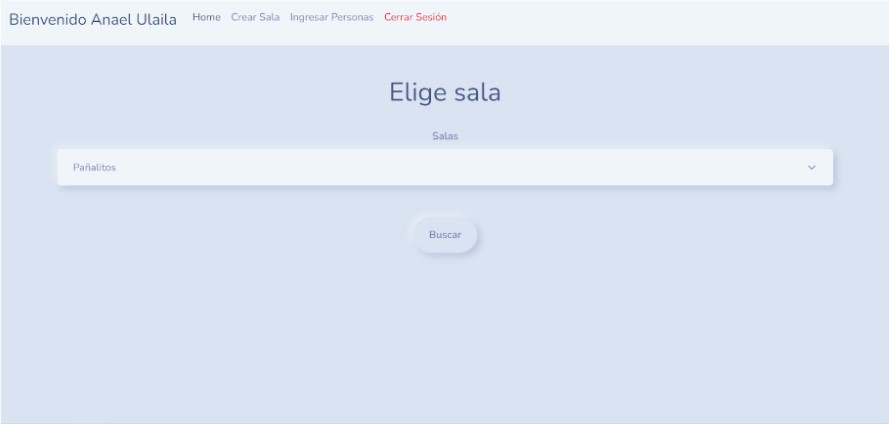 Bienvenido Anael Ulaila Home Crear Sala Ingresar Personas Cerrar Sesión
Elige sala
Salas
Pañalitos
Buscar